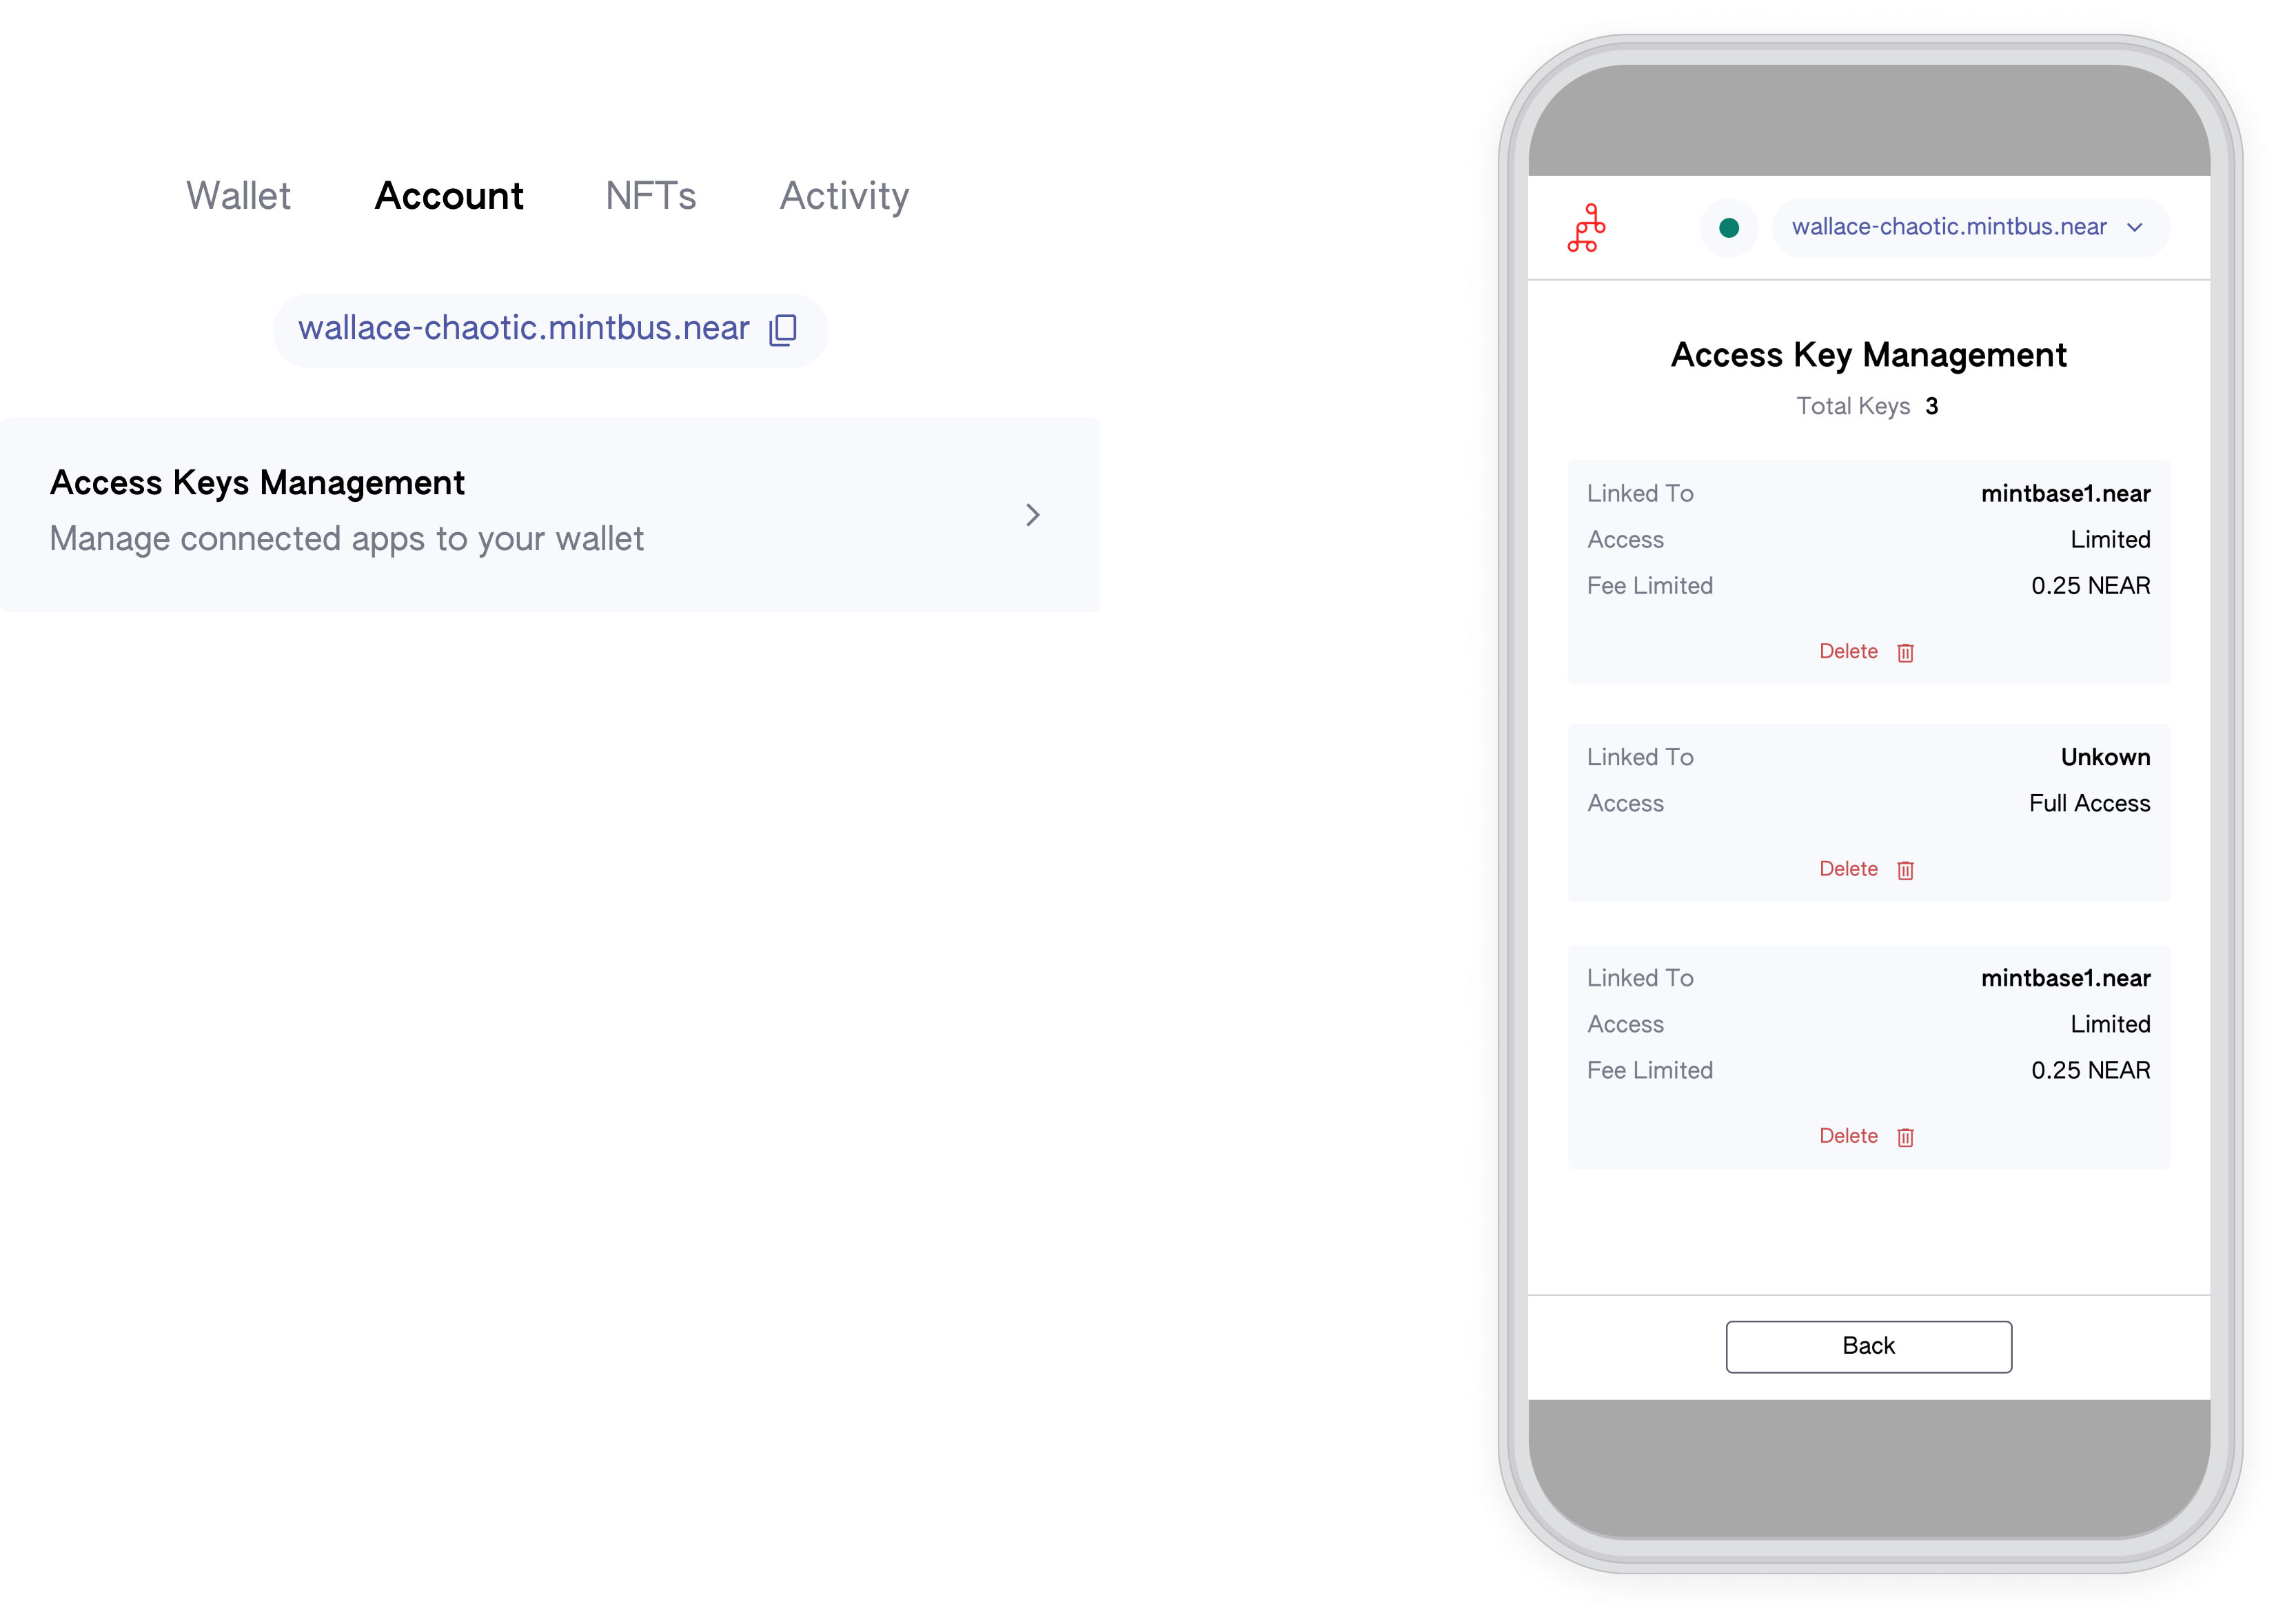 Wallet Account NFTs Activity
wallace-chaotic.mintbus.near
Access Keys Management
Manage connected apps to your wallet
wallace-chaotic.mintbus.near
Access Key Management
Total Keys 3
Linked To mintbase1.near
Access Limited
Fee Limited 0.25 NEAR
Delete
Linked To Unkown
Access Full Access
Delete
Linked To mintbase1.near
Access Limited
Fee Limited 0.25 NEAR
Delete
Back